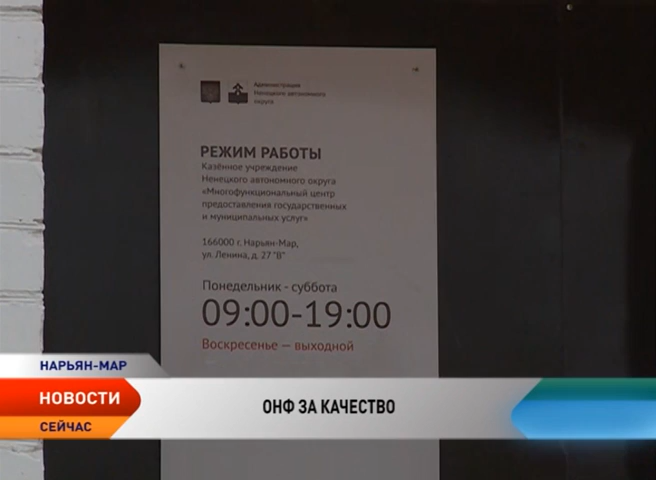 Администрация
Ненецкого автономного
округа
РЕЖИМ РАБОТЫ
Казённое учреждение
Ненецкого автономного округа
«Многофункциональный центр
предоставления государственных
и муниципальных услуг»
166000 г. Нарьян-Мар,
ул. Ленина, д. 27 "В"
Понедельник - суббота
09:00-19:00
Воскресенье — выходной
НАРЬЯН-МАР
НОВОСТИ
СЕЙЧАС
ОНФ ЗА КАЧЕСТВО